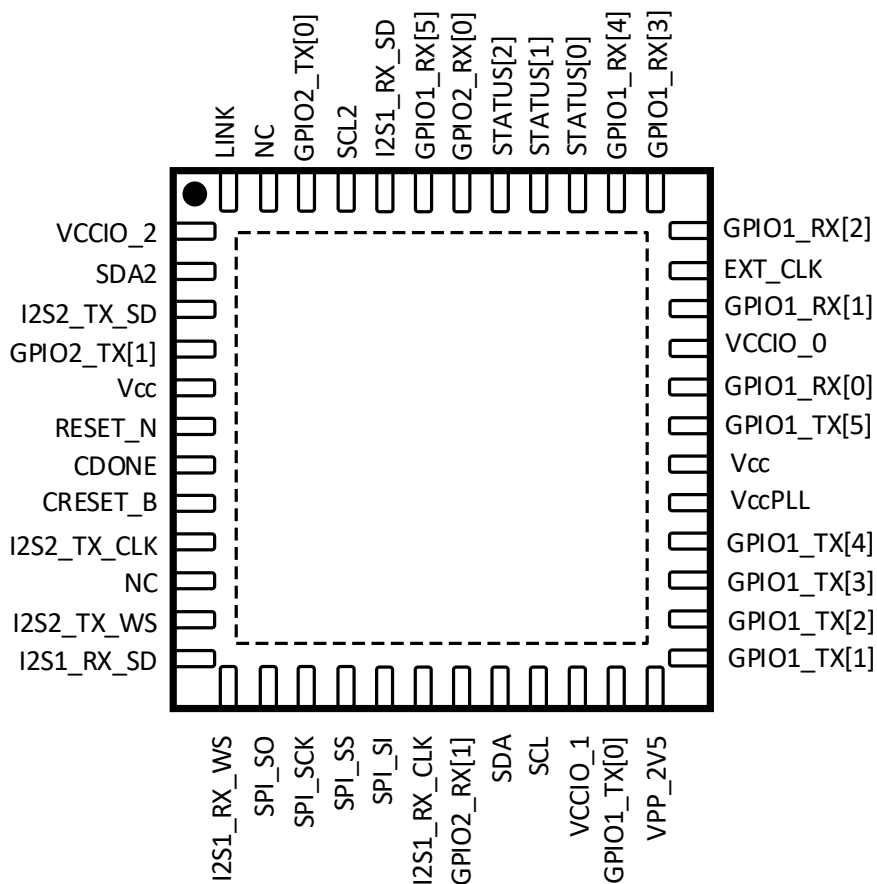 LINK
NC
GPIO2_TX[0]
SCL2
I2S1_RX_SD
GPIO1_RX[5]
GPIO2_RX[0]
STATUS[2]
STATUS[1]
STATUS[0]
GPIO1_RX[4]
GPIO1_RX[3]
VCCIO_2
SDA2
I2S2_TX_SD
GPIO2_TX[1]
Vcc
RESET_N
CDONE
CRESET_B
I2S2_TX_CLK
NC
I2S2_TX_WS
I2S1_RX_SD
GPIO1_RX[2]
EXT_CLK
GPIO1_RX[1]
VCCIO_0
GPIO1_RX[0]
GPIO1_TX[5]
Vcc
VccPLL
GPIO1_TX[4]
GPIO1_TX[3]
GPIO1_TX[2]
GPIO1_TX[1]
I2S1_RX_WS
SPI_SO
SPI_SCK
SPI_SS
SPI_SI
I2S1_RX_CLK
GPIO2_RX[1]
SDA
SCL
VCCIO_1
GPIO1_TX[0]
VPP_2V5